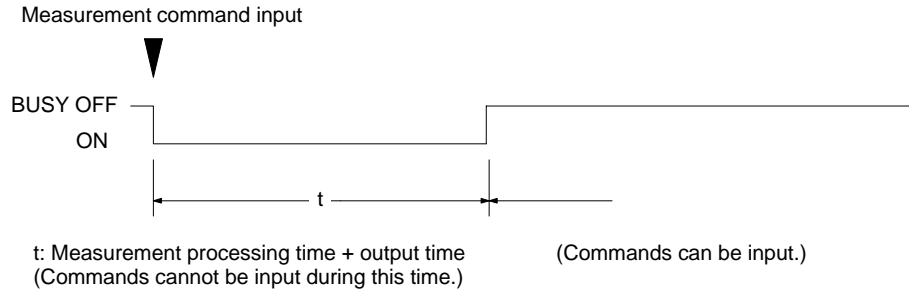 Measurement command input
BUSY OFF
ON
t
t: Measurement processing time + output time
(Commands cannot be input during this time.)
(Commands can be input.)